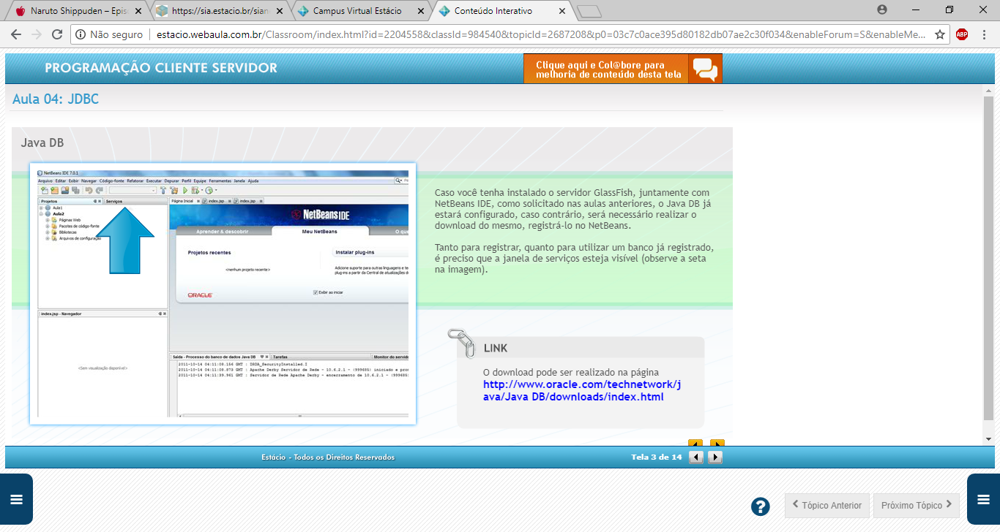 Naruto Shippuden – Epis
https://sia.estacio.br/sian
Campus Virtual Estácio
Conteúdo Interativo
Não seguro
estacio.webaula.com.br/Classroom/index.html?id=2204558&classId=984540&topicId=2687208&p0=03c7c0ace395d80182db07ae2c30f034&enableForum=S&enableMe...
ABP
PROGRAMAÇÃO CLIENTE SERVIDOR
Clique aqui e Col@bore para
melhoria de conteúdo desta tela
Aula 04: JDBC
Java DB
NetBeans IDE 7.0.1
Arquivo Editar Exibir Navegar Código-fonte Refatorar Executar Depurar Perfil Equipe Ferramentas Janela Ajuda
Projetos
Serviços
Página Inicial
index.jsp
index.jsp
Aula1
Aula2
Páginas Web
Pacotes de código-fonte
Bibliotecas
Arquivos de configuração
NetBeans IDE
Aprender & descobrir
Meu NetBeans
O que
Projetos recentes
<nenhum projeto recente>
Instalar plug-ins
Adicione suporte para outras linguagens e te
plug-ins a partir da Central de atualizações d
ORACLE
Exibir ao iniciar
index.jsp - Navegador
<Sem visualização disponível>
Saída - Processo do banco de dados Java DB
Tarefas
Monitor do servido
2011-10-14 04:11:08.156 GMT : DRDA_SecurityInstalled.I
2011-10-14 04:11:08.873 GMT : Apache Derby Servidor de Rede - 10.6.2.1 - (999685) iniciado e pron
2011-10-14 04:11:39.961 GMT : Servidor de Rede Apache Derby - encerramento de 10.6.2.1 - (999685
Caso você tenha instalado o servidor GlassFish, juntamente com
NetBeans IDE, como solicitado nas aulas anteriores, o Java DB já
estará configurado, caso contrário, será necessário realizar o
download do mesmo, registrá-lo no NetBeans.
Tanto para registrar, quanto para utilizar um banco já registrado,
é preciso que a janela de serviços esteja visível (observe a seta
na imagem).
LINK
O download pode ser realizado na página
http://www.oracle.com/technetwork/j
ava/Java DB/downloads/index.html
Estácio - Todos os Direitos Reservados
Tela 3 de 14
?
Tópico Anterior
Próximo Tópico